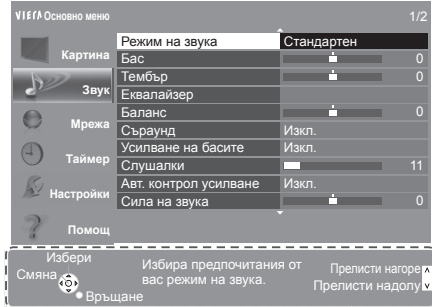 VIErA Основно меню 1/2
Картина
Звук
Мрежа
Таймер
Настройки
Помощ
Режим на звука Стандартен
Бас 0
Тембър 0
Еквалайзер
Баланс 0
Съраунд Изкл.
Усилване на басите Изкл.
Слушалки 11
Авт. контрол усилване Изкл.
Сила на звука 0
Избери
Смяна
Връщане
Избира предпочитания от
вас режим на звука.
Прелисти нагоре
Прелисти надолу